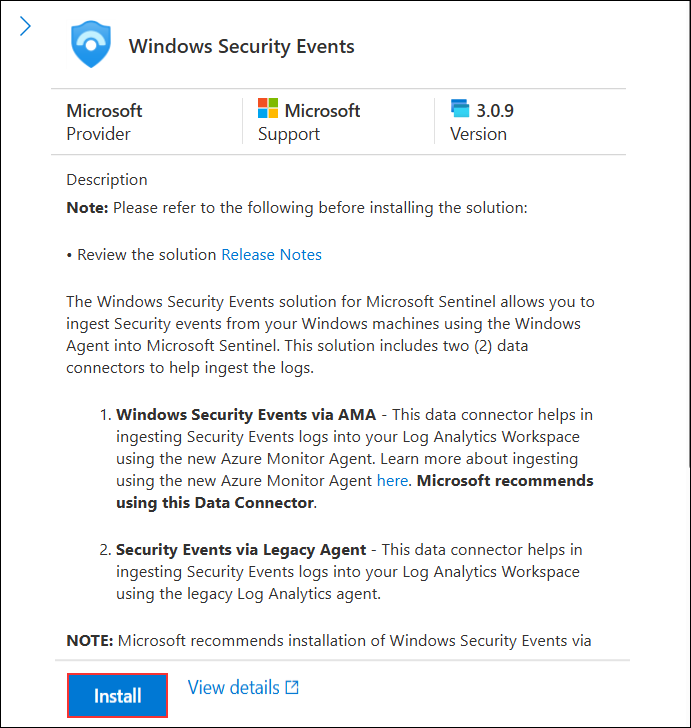 Windows Security Events
Microsoft
Provider
Microsoft
Support
3.0.9
Version
Description
Note: Please refer to the following before installing the solution:
• Review the solution Release Notes
The Windows Security Events solution for Microsoft Sentinel allows you to
ingest Security events from your Windows machines using the Windows
Agent into Microsoft Sentinel. This solution includes two (2) data
connectors to help ingest the logs.
1. Windows Security Events via AMA - This data connector helps in
ingesting Security Events logs into your Log Analytics Workspace
using the new Azure Monitor Agent. Learn more about ingesting
using the new Azure Monitor Agent here. Microsoft recommends
using this Data Connector.
2. Security Events via Legacy Agent - This data connector helps in
ingesting Security Events logs into your Log Analytics Workspace
using the legacy Log Analytics agent.
NOTE: Microsoft recommends installation of Windows Security Events via
Install
View details